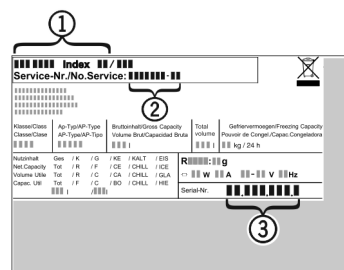 1
Index /
Service-Nr./No.Service: -
2
Klasse/Class Ap-Typ/AP-Type Bruttoinhalt/Gross Capacity Total Gefriervermoegen/Freezing Capacity
Classe/Clase AP-Type/AP-Tipo Volume Brut/Capacidad Bruta volume Pouvoir de Congel./Capac.Congeladora
l l kg / 24 h
Nutzinhalt Ges / K / G / KE / KALT / EIS
Net.Capacity Tot / R / F / CE / CHILL / ICE
Volume Utile Tot / R / C / CA / CHILL / GLA
Capac. Util Tot / F / C / BO / CHILL / HIE
l / l
R : g
W A - V Hz
Serial-Nr. . . .
3